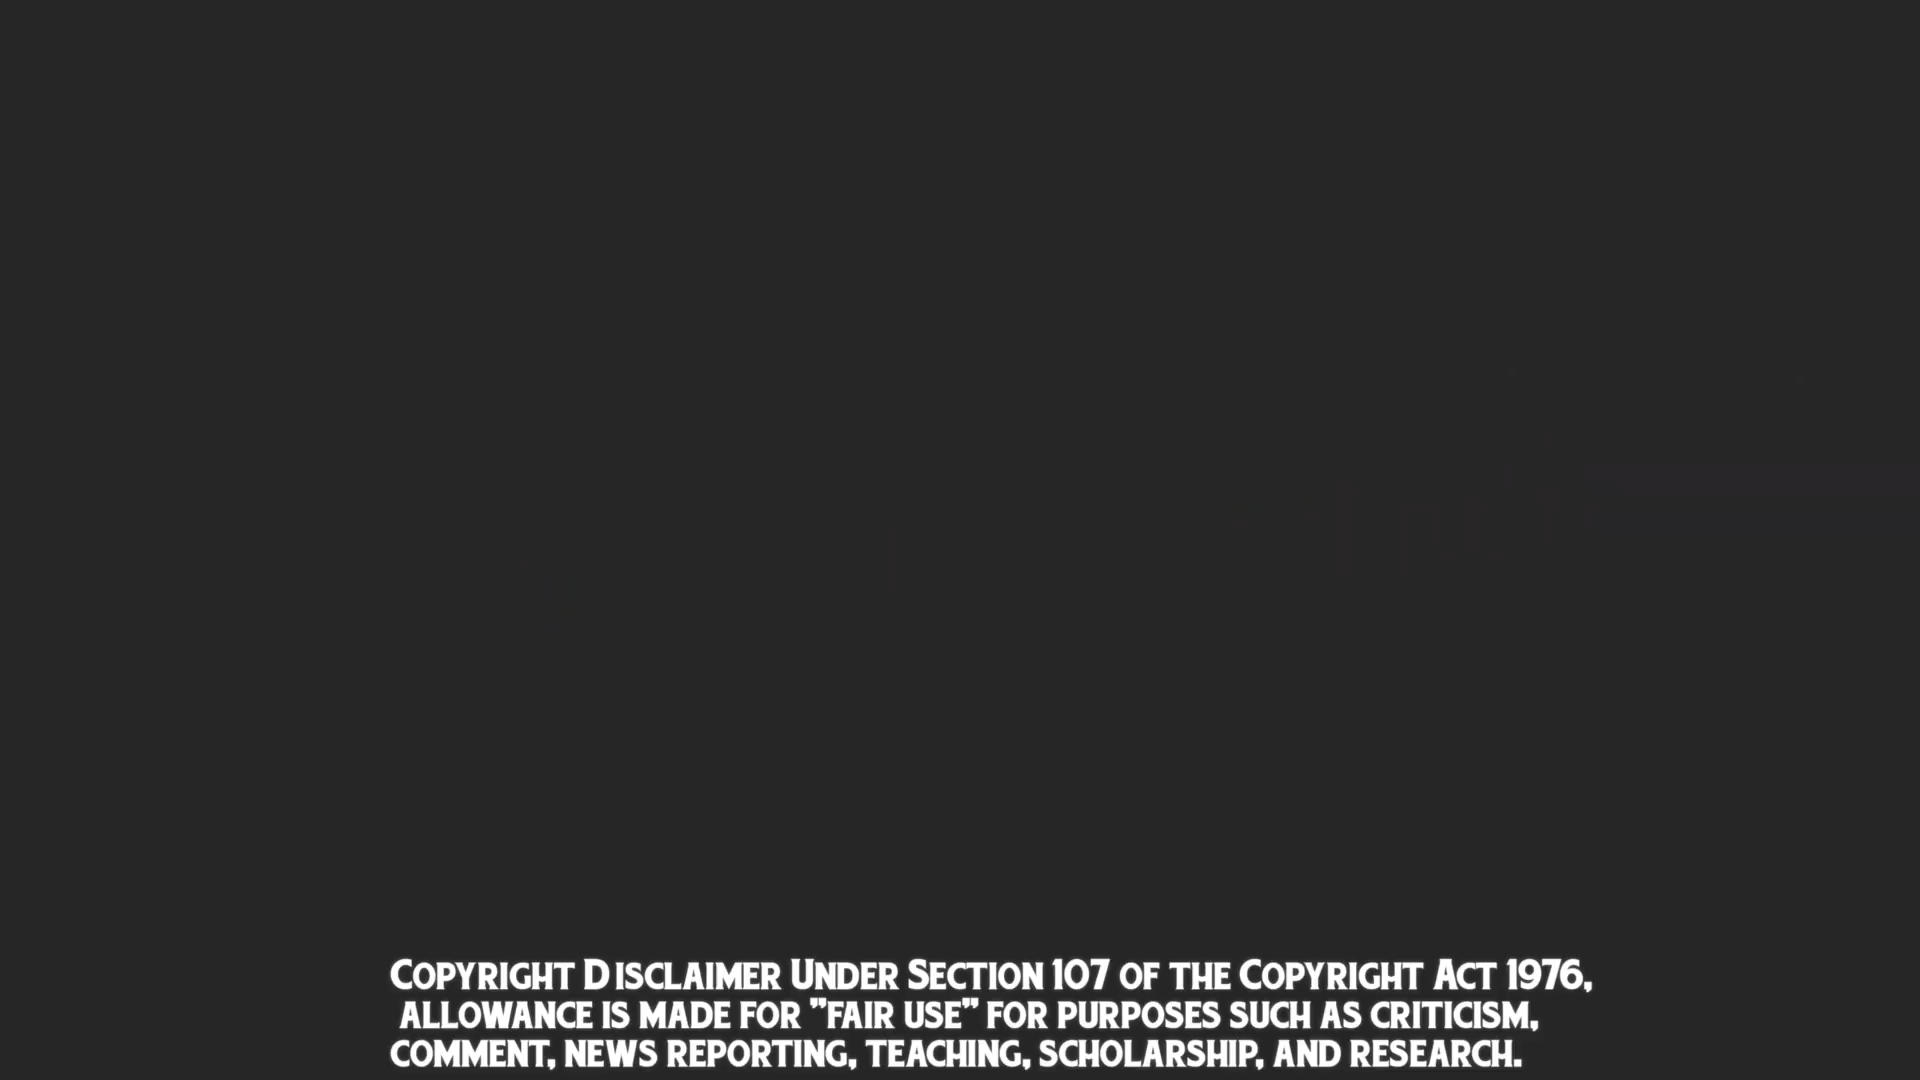 Copyright Disclaimer Under Section 107 of the Copyright Act 1976,
allowance is made for "fair use" for purposes such as criticism,
comment, news reporting, teaching, scholarship, and research.